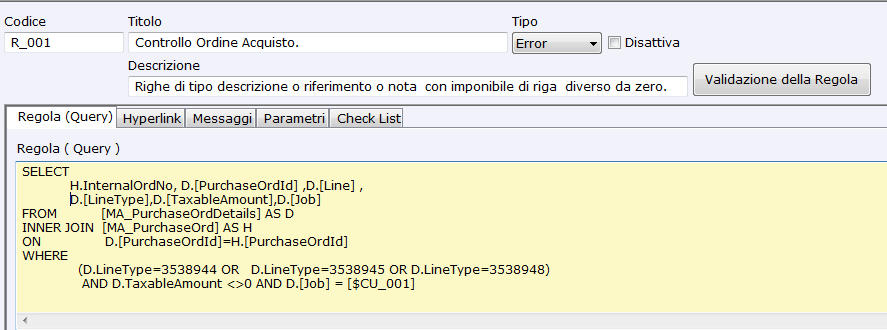 Codice Titolo Tipo
R_001 Controllo Ordine Acquisto. Error Disattiva
Descrizione
Righe di tipo descrizione o riferimento o nota con imponibile di riga diverso da zero. Validazione della Regola
Regola (Query) Hyperlink Messaggi Parametri Check List
Regola ( Query )
SELECT
H.InternalOrdNo, D.[PurchaseOrdId] ,D.[Line] ,
D.[LineType],D.[TaxableAmount],D.[Job]
FROM [MA_PurchaseOrdDetails] AS D
INNER JOIN [MA_PurchaseOrd] AS H
ON D.[PurchaseOrdId]=H.[PurchaseOrdId]
WHERE
(D.LineType=3538944 OR D.LineType=3538945 OR D.LineType=3538948)
AND D.TaxableAmount <>0 AND D.[Job] = [$CU_001]